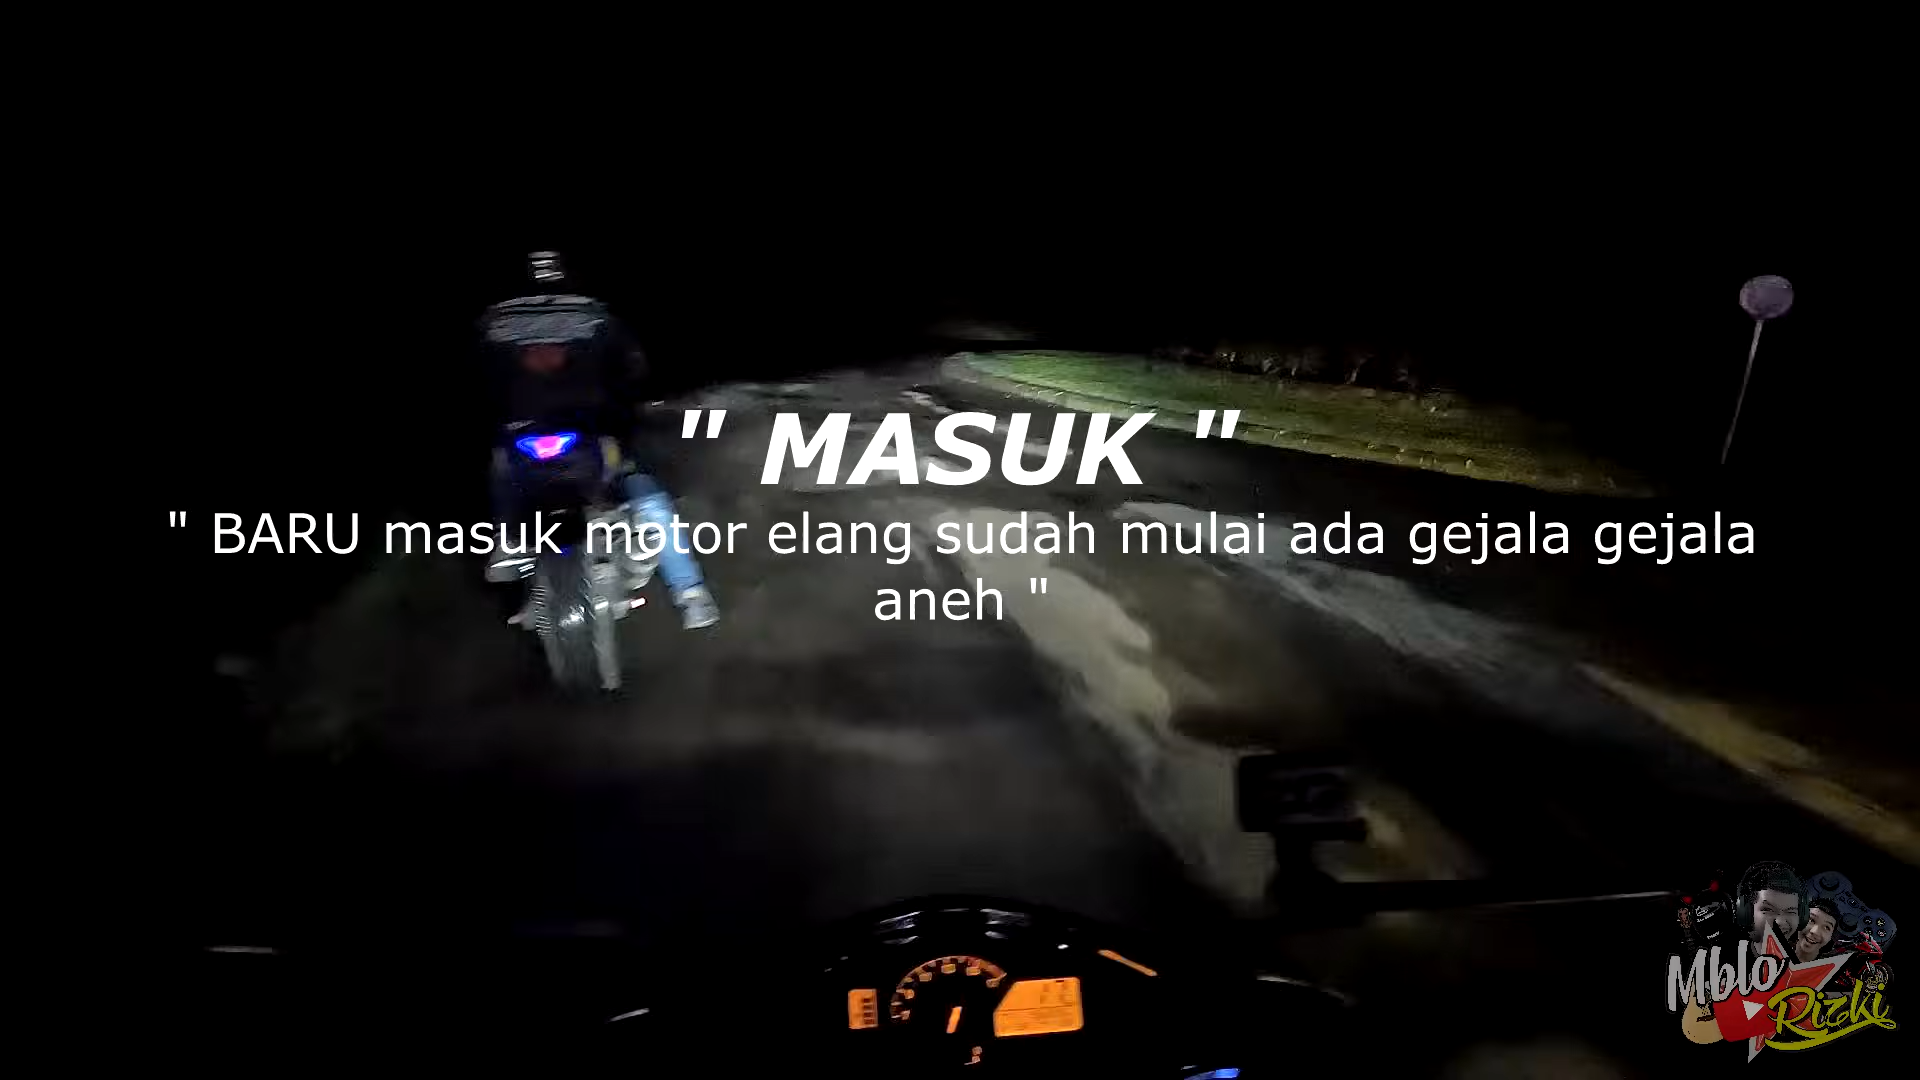 " MASUK "
" BARU masuk motor elang sudah mulai ada gejala gejala
aneh "
Mblo
Rizki